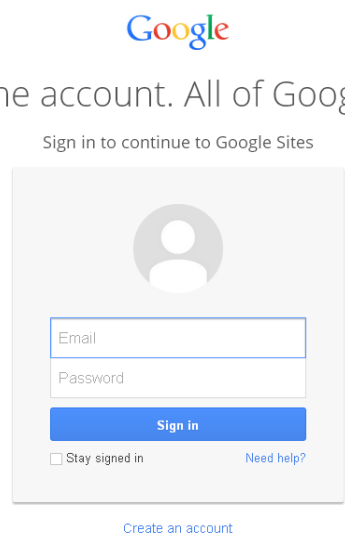 Google
ne account. All of Goog
Sign in to continue to Google Sites
Email
Password
Sign in
Stay signed in
Need help?
Create an account